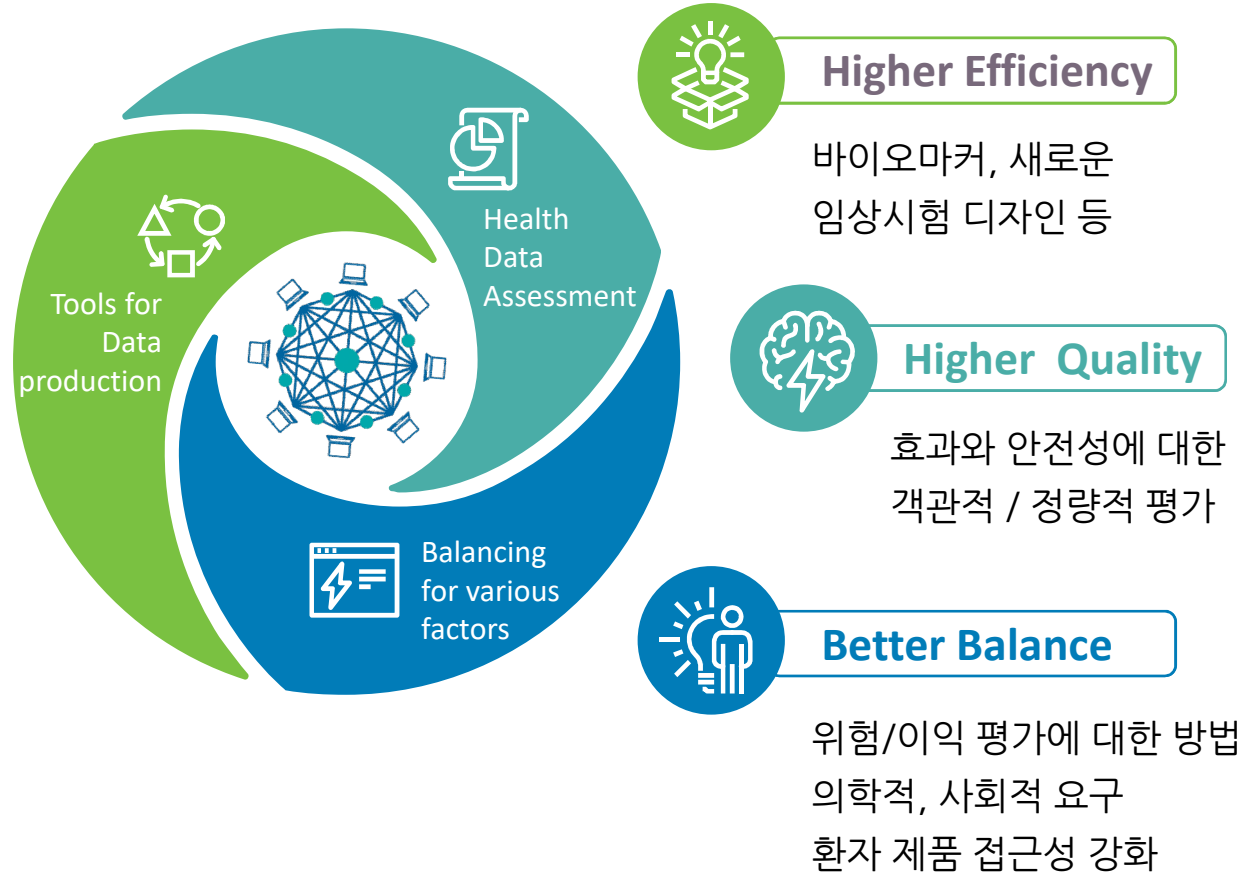 Tools for
Data
production
Health
Data
Assessment
Balancing
for various
factors
Higher Efficiency
바이오마커, 새로운
임상시험 디자인 등
Higher Quality
효과와 안전성에 대한
객관적 / 정량적 평가
Better Balance
위험/이익 평가에 대한 방법
의학적, 사회적 요구
환자 제품 접근성 강화